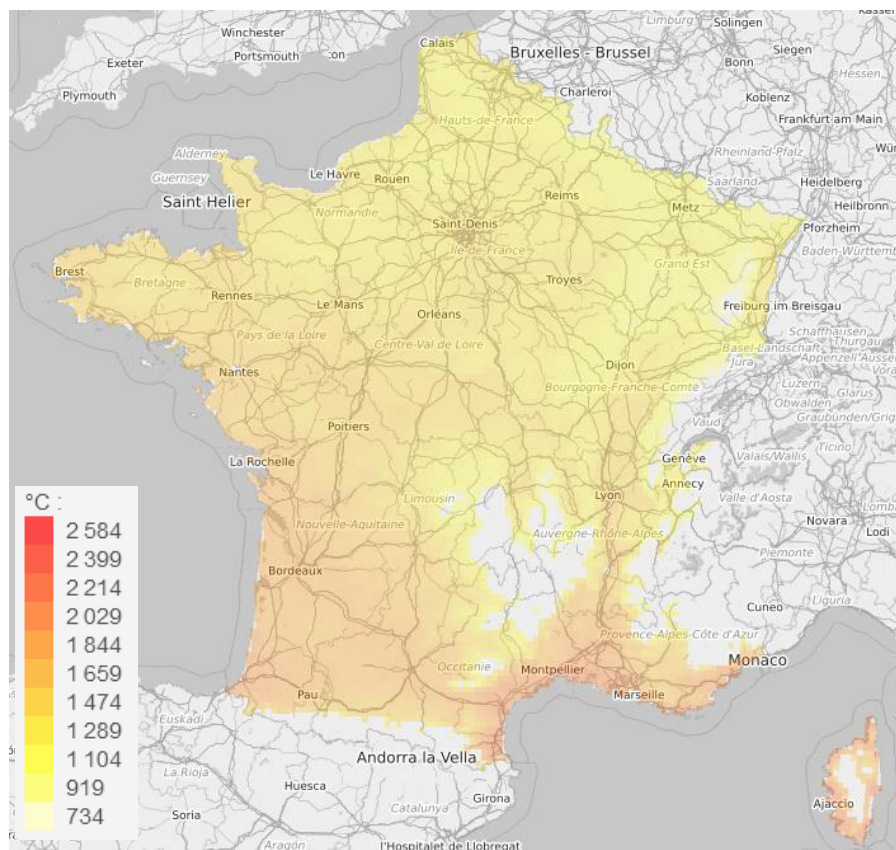 Winchester
Portsmouth
Exeter
Plymouth
Calais
Bruxelles - Brussel
Charleroi
Limburg
Solingen
Siegen
Bonn
Hessen
Koblenz
Frankfurt am Main
Rheinland-Pfalz
Saarland
Heidelberg
Heilbronn
Pforzheim
Baden-Württemb
Hauts-de-France
Alderney
Guernsey
Saint Helier
Le Havre
Rouen
Reims
Metz
Normandie
Saint-Denis
Île-de-France
Grand Est
Brest
Bretagne
Rennes
Le Mans
Orléans
Troyes
Freiburg im Breisgau
Schaffhausen
Thurgau
Pays de la Loire
Centre-Val de Loire
Basel-Landschaft
Appenzell Ausser
Jura
Nantes
Dijon
Bourgogne-Franche-Comté
Luzern
Glarus
Obwalden
Graubünden/Grig
Vaud
Poitiers
Ticino
La Rochelle
Genève
Valais/Wallis
Annecy
Valle d'Aosta
Limousin
Lyon
Nouvelle-Aquitaine
Auvergne-Rhône-Alpes
Novara
Lodi
Piemonte
Bordeaux
Cuneo
Liguria
Provence-Alpes-Côte d'Azur
Occitanie
Montpellier
Monaco
Pau
Marseille
Euskadi
Andorra la Vella
La Rioja
Huesca
Girona
Catalunya
Soria
Aragón
l'Hospitalet de Llobregat
Ajaccio
°C :
2 584
2 399
2 214
2 029
1 844
1 659
1 474
1 289
1 104
919
734